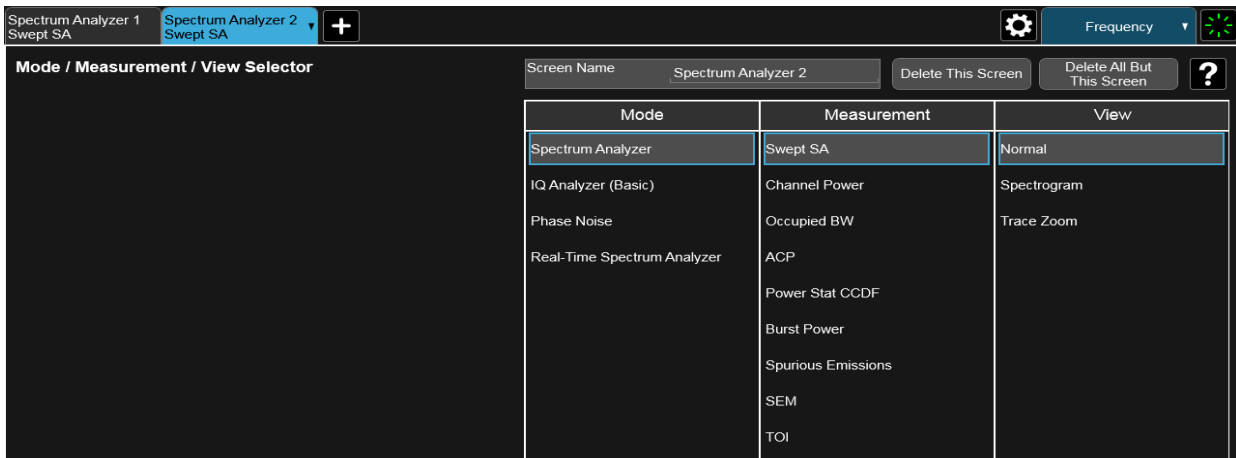 Spectrum Analyzer 1
Swept SA
Spectrum Analyzer 2
Swept SA
Frequency
Mode / Measurement / View Selector
Screen Name
Spectrum Analyzer 2
Delete This Screen
Delete All But
This Screen
?
Mode
Measurement
View
Spectrum Analyzer
Swept SA
Normal
IQ Analyzer (Basic)
Channel Power
Spectrogram
Phase Noise
Occupied BW
Trace Zoom
Real-Time Spectrum Analyzer
ACP
Power Stat CCDF
Burst Power
Spurious Emissions
SEM
TOI